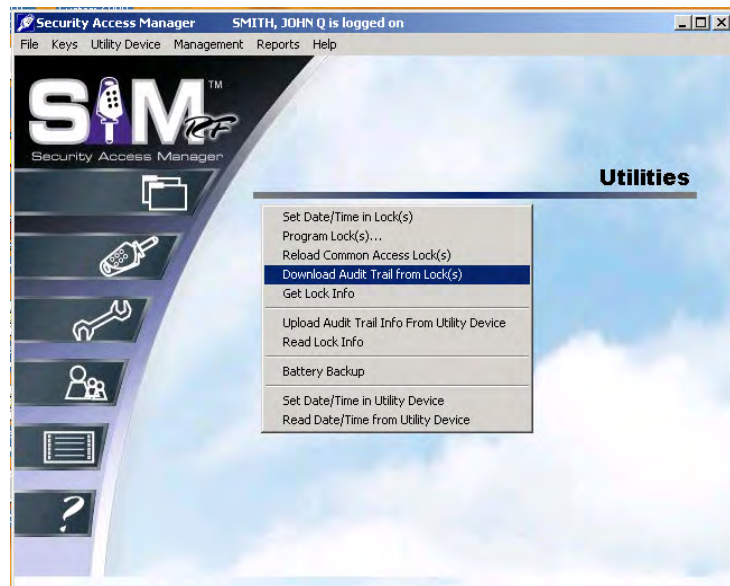 Security Access Manager SMITH, JOHN Q is logged on
File Keys Utility Device Management Reports Help
SAM TM
RF
Security Access Manager
Utilities
Set Date/Time in Lock(s)
Program Lock(s)...
Reload Common Access Lock(s)
Download Audit Trail from Lock(s)
Get Lock Info
Upload Audit Trail Info From Utility Device
Read Lock Info
Battery Backup
Set Date/Time in Utility Device
Read Date/Time from Utility Device
?